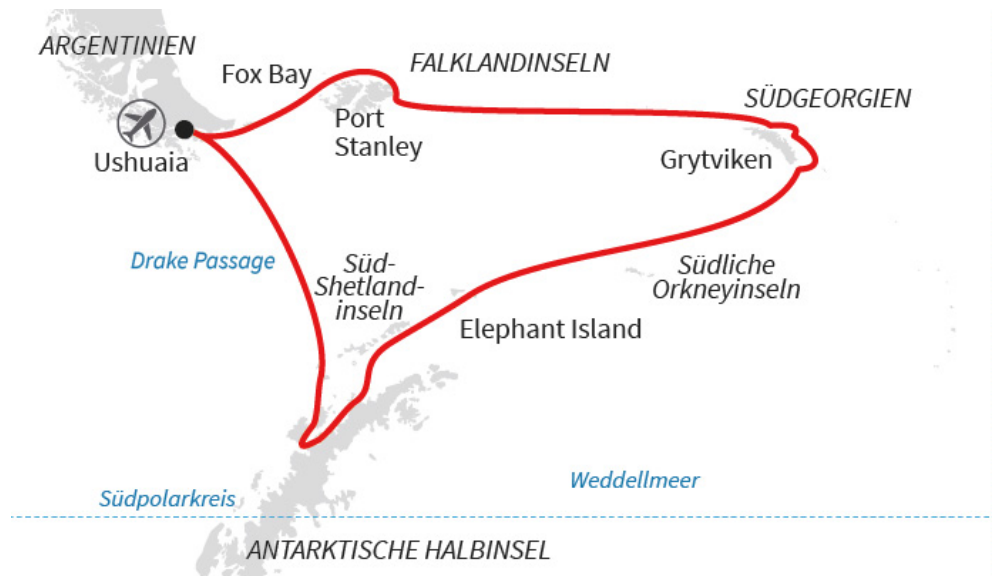 ARGENTINIEN
Fox Bay
FALKLANDINSELN
SÜDGEORGIEN
Port
Stanley
Ushuaia
Grytviken
Drake Passage
Süd-
Shetland-
inseln
Südliche
Orkneyinseln
Elephant Island
Weddellmeer
Südpolarkreis
ANTARKTISCHE HALBINSEL